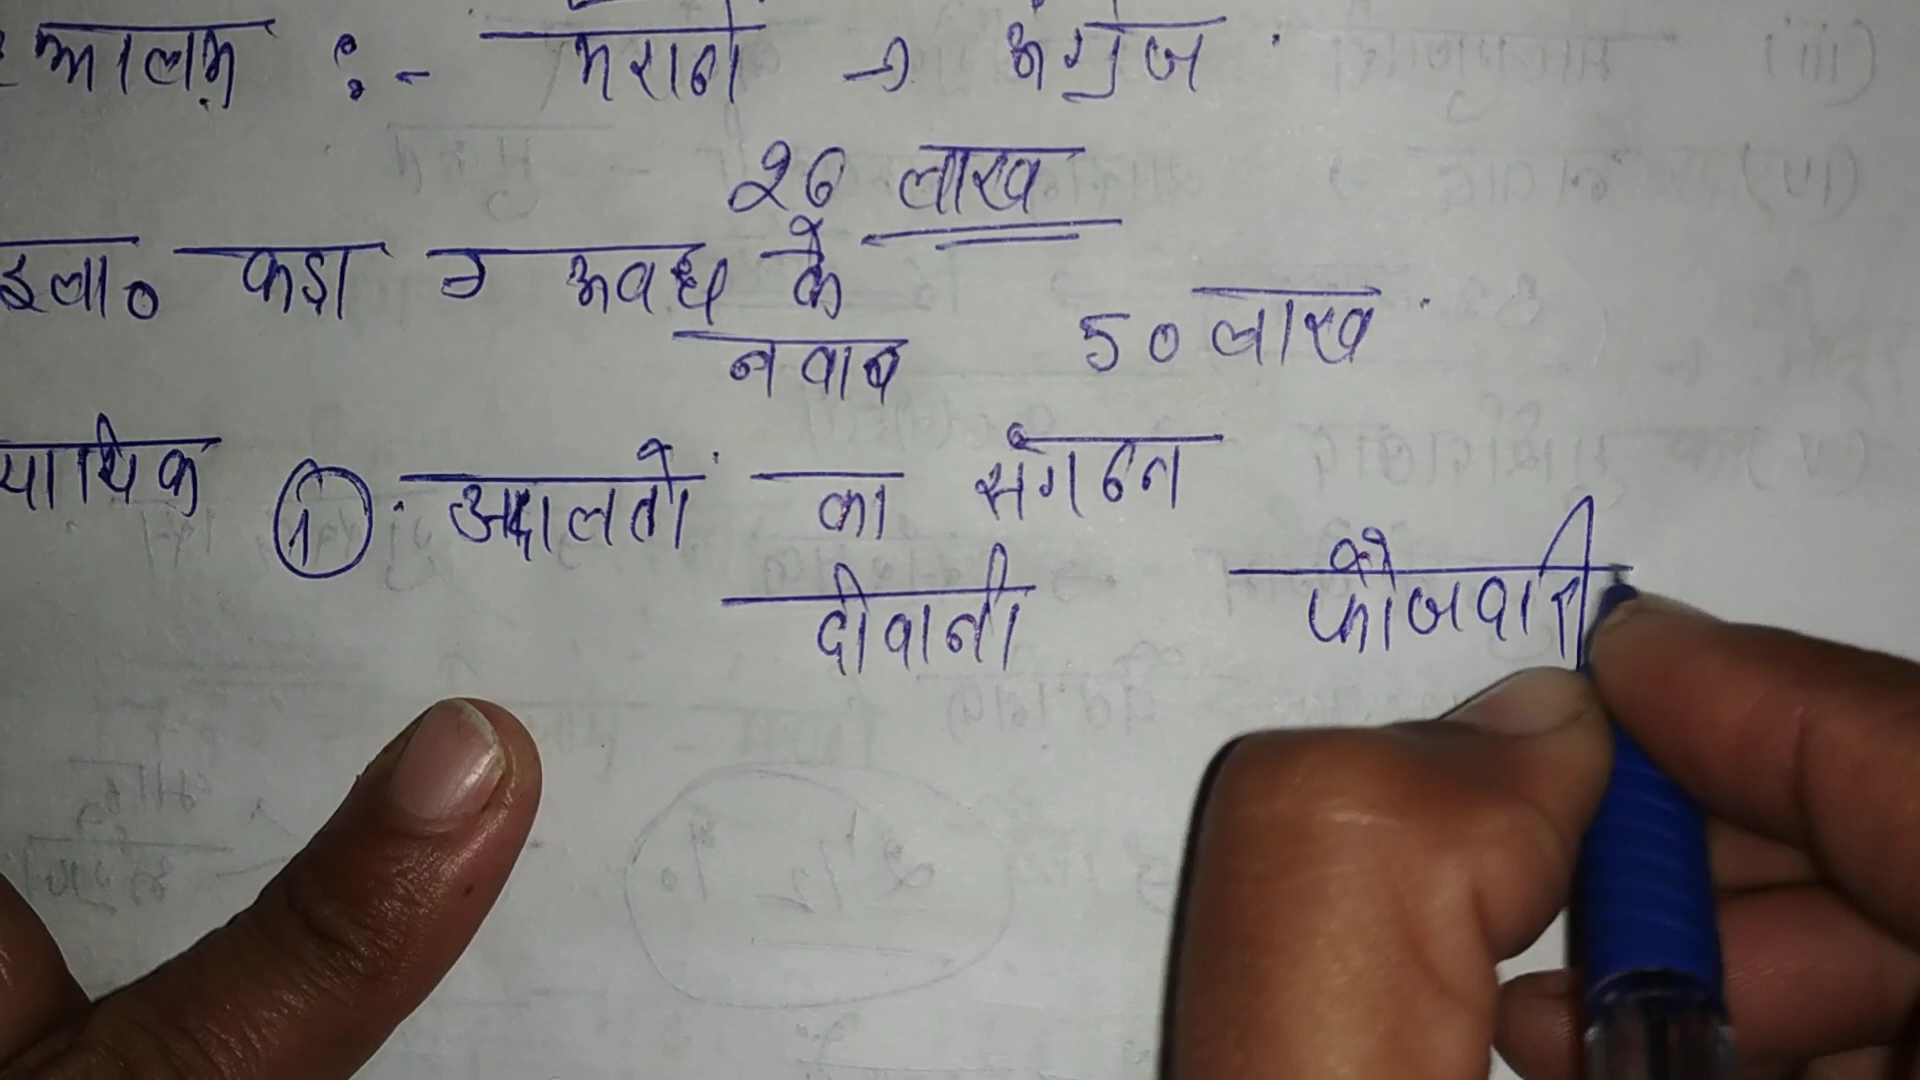 आलम :- मराठों → अंग्रेज
26 लाख
इला० कड़ा अवध के नवाब 50 लाख
यायिक ① अदालतों का संगठन
दीवानी फौजदारी